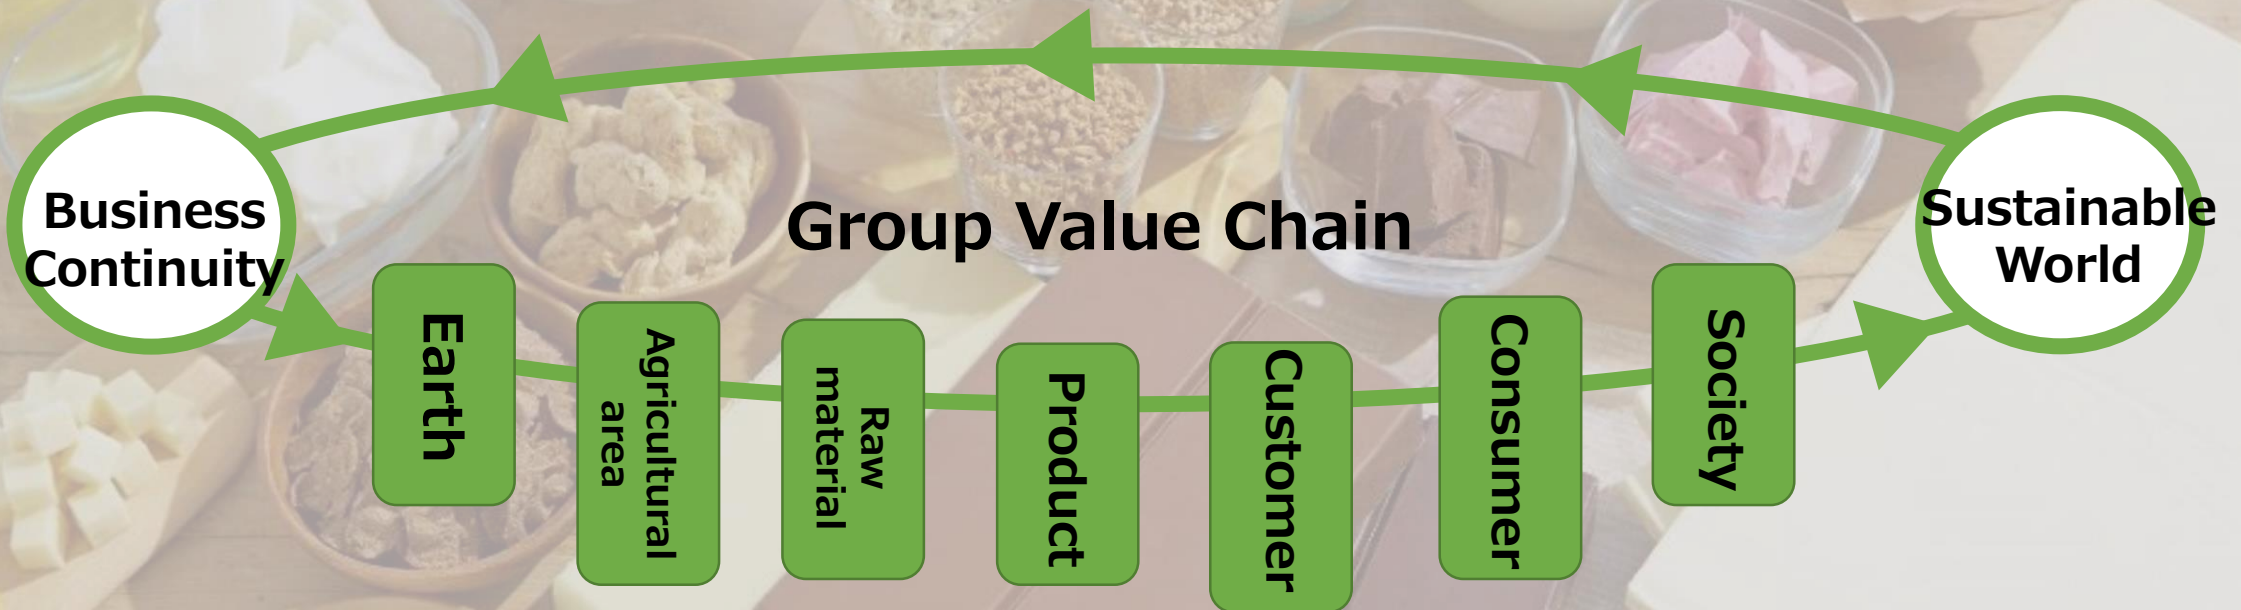 Business
Continuity
Group Value Chain
Sustainable
World
Earth
Agricultural
area
Raw
material
Product
Customer
Consumer
Society